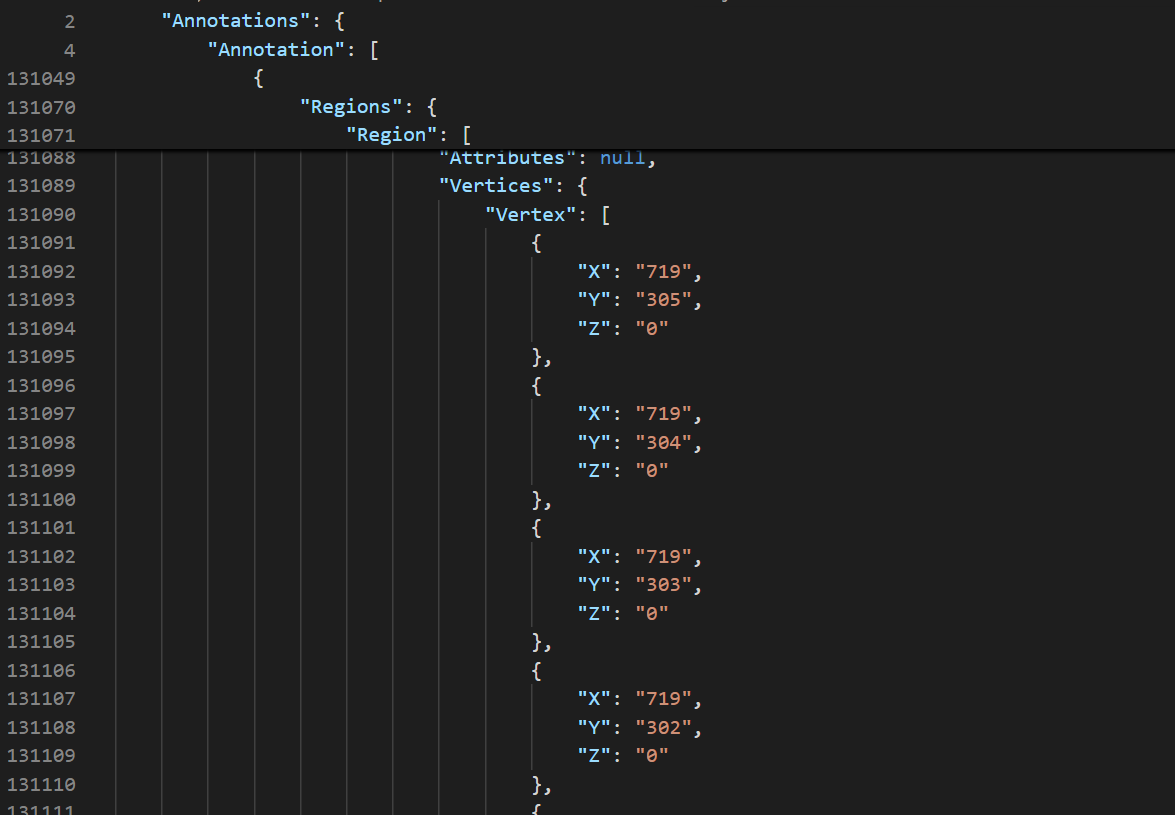 2 "Annotations": {
4 "Annotation": [
131049 {
131070 "Regions": {
131071 "Region": [
131088 "Attributes": null,
131089 "Vertices": {
131090 "Vertex": [
131091 {
131092 "X": "719",
131093 "Y": "305",
131094 "Z": "0"
131095 },
131096 {
131097 "X": "719",
131098 "Y": "304",
131099 "Z": "0"
131100 },
131101 {
131102 "X": "719",
131103 "Y": "303",
131104 "Z": "0"
131105 },
131106 {
131107 "X": "719",
131108 "Y": "302",
131109 "Z": "0"
131110 },
131111 {